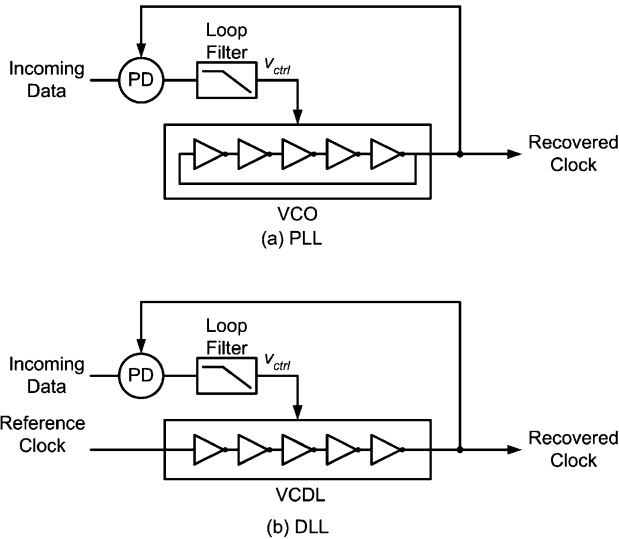 Loop
Filter
Incoming
Data
PD
Vctrl
Recovered
Clock
VCO
(a) PLL
Loop
Filter
Incoming
Data
PD
Vctrl
Reference
Clock
Recovered
Clock
VCDL
(b) DLL